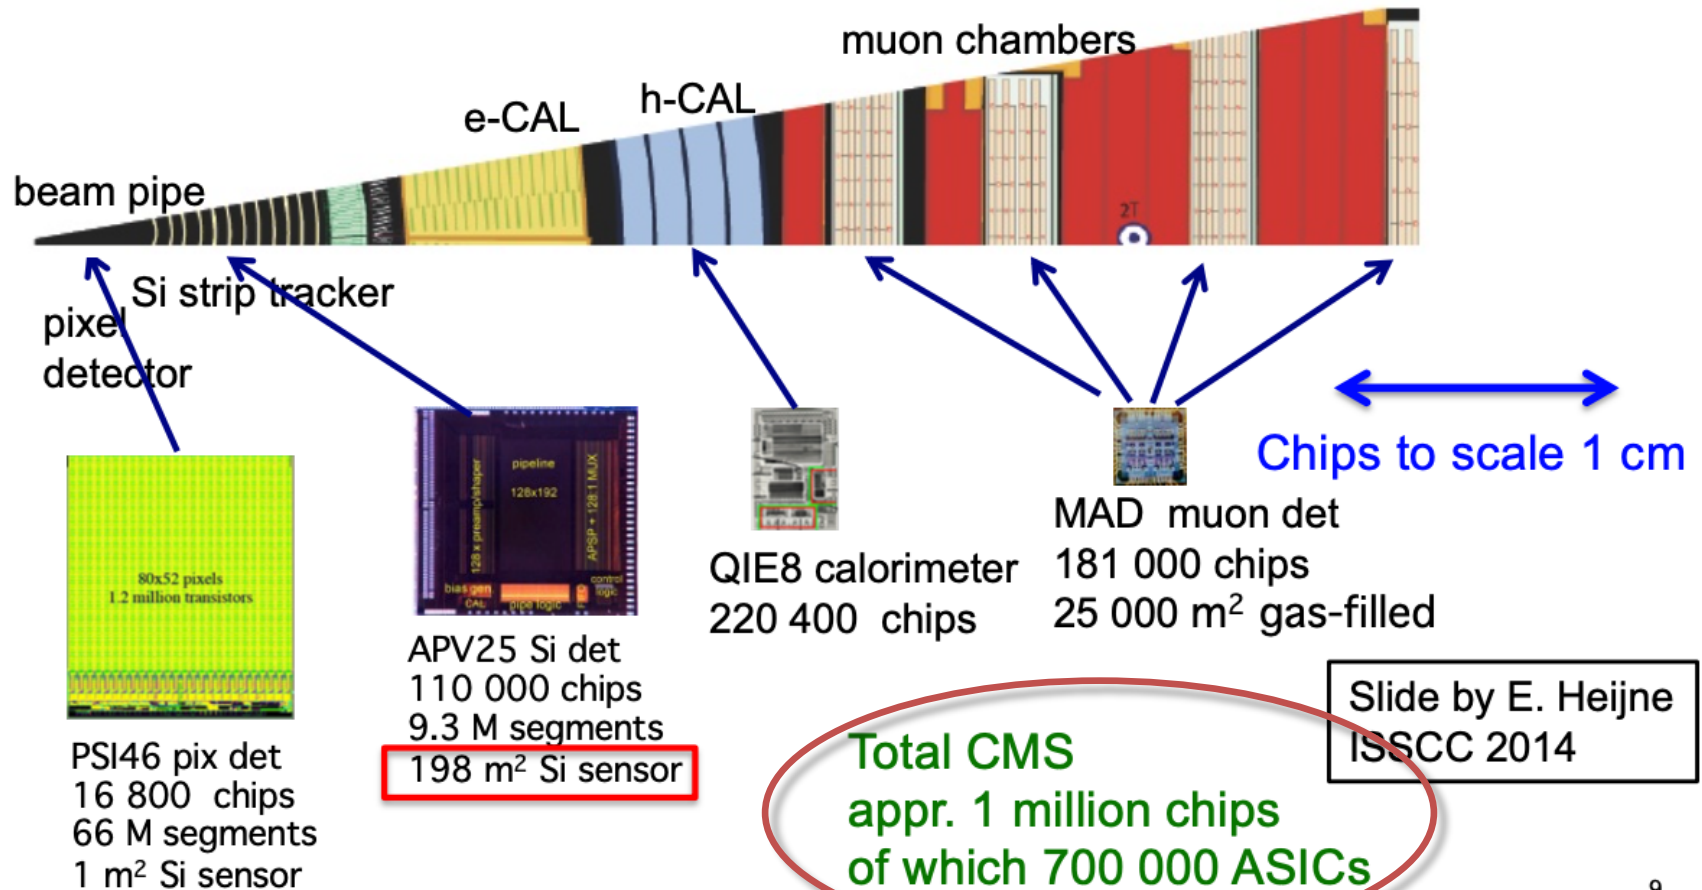 muon chambers
h-CAL
e-CAL
beam pipe
2T
Si strip tracker
pixel
detector
Chips to scale 1 cm
80x52 pixels
1.2 million transistors
128 x preamp/shaper
pipeline
128x192
APSP + 128:1 MUX
bias gen
CAL
pipe logic
control
logic
PSI46 pix det
16 800 chips
66 M segments
1 m² Si sensor
APV25 Si det
110 000 chips
9.3 M segments
198 m² Si sensor
QIE8 calorimeter
220 400 chips
MAD muon det
181 000 chips
25 000 m² gas-filled
Total CMS
appr. 1 million chips
of which 700 000 ASICs
Slide by E. Heijne
ISSCC 2014
9